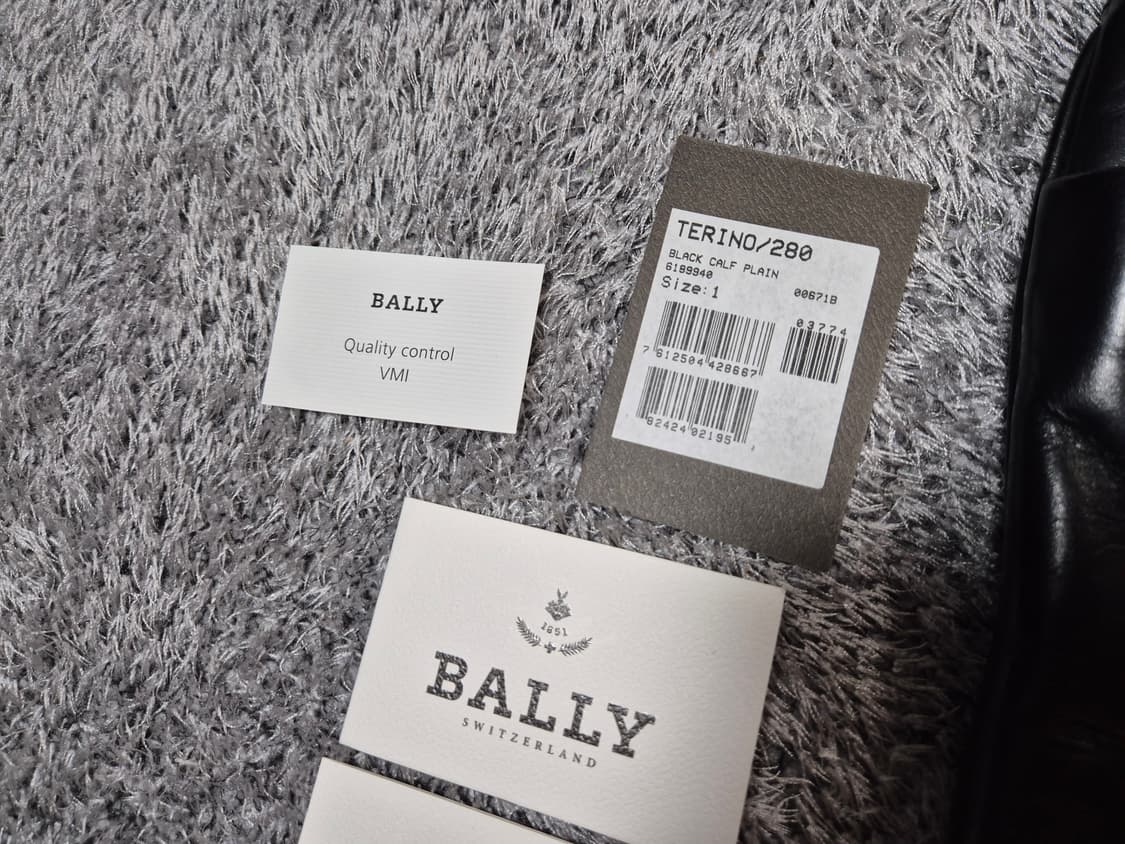 BALLY
Quality control
VMI
TERINO/280
BLACK CALF PLAIN
6189940 00671B
Size:1
03774
7 612504 428667
62424 02195
1851
BALLY
SWITZERLAND